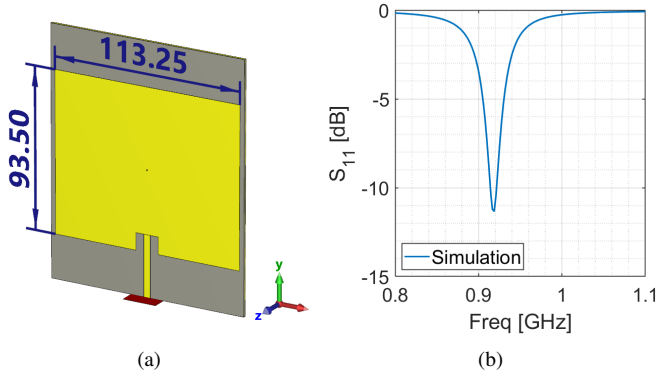 113.25
93.50
y
z
(a)
0
-5
-10
-15
S11 [dB]
Simulation
0.8
0.9
1
1.1
Freq [GHz]
(b)